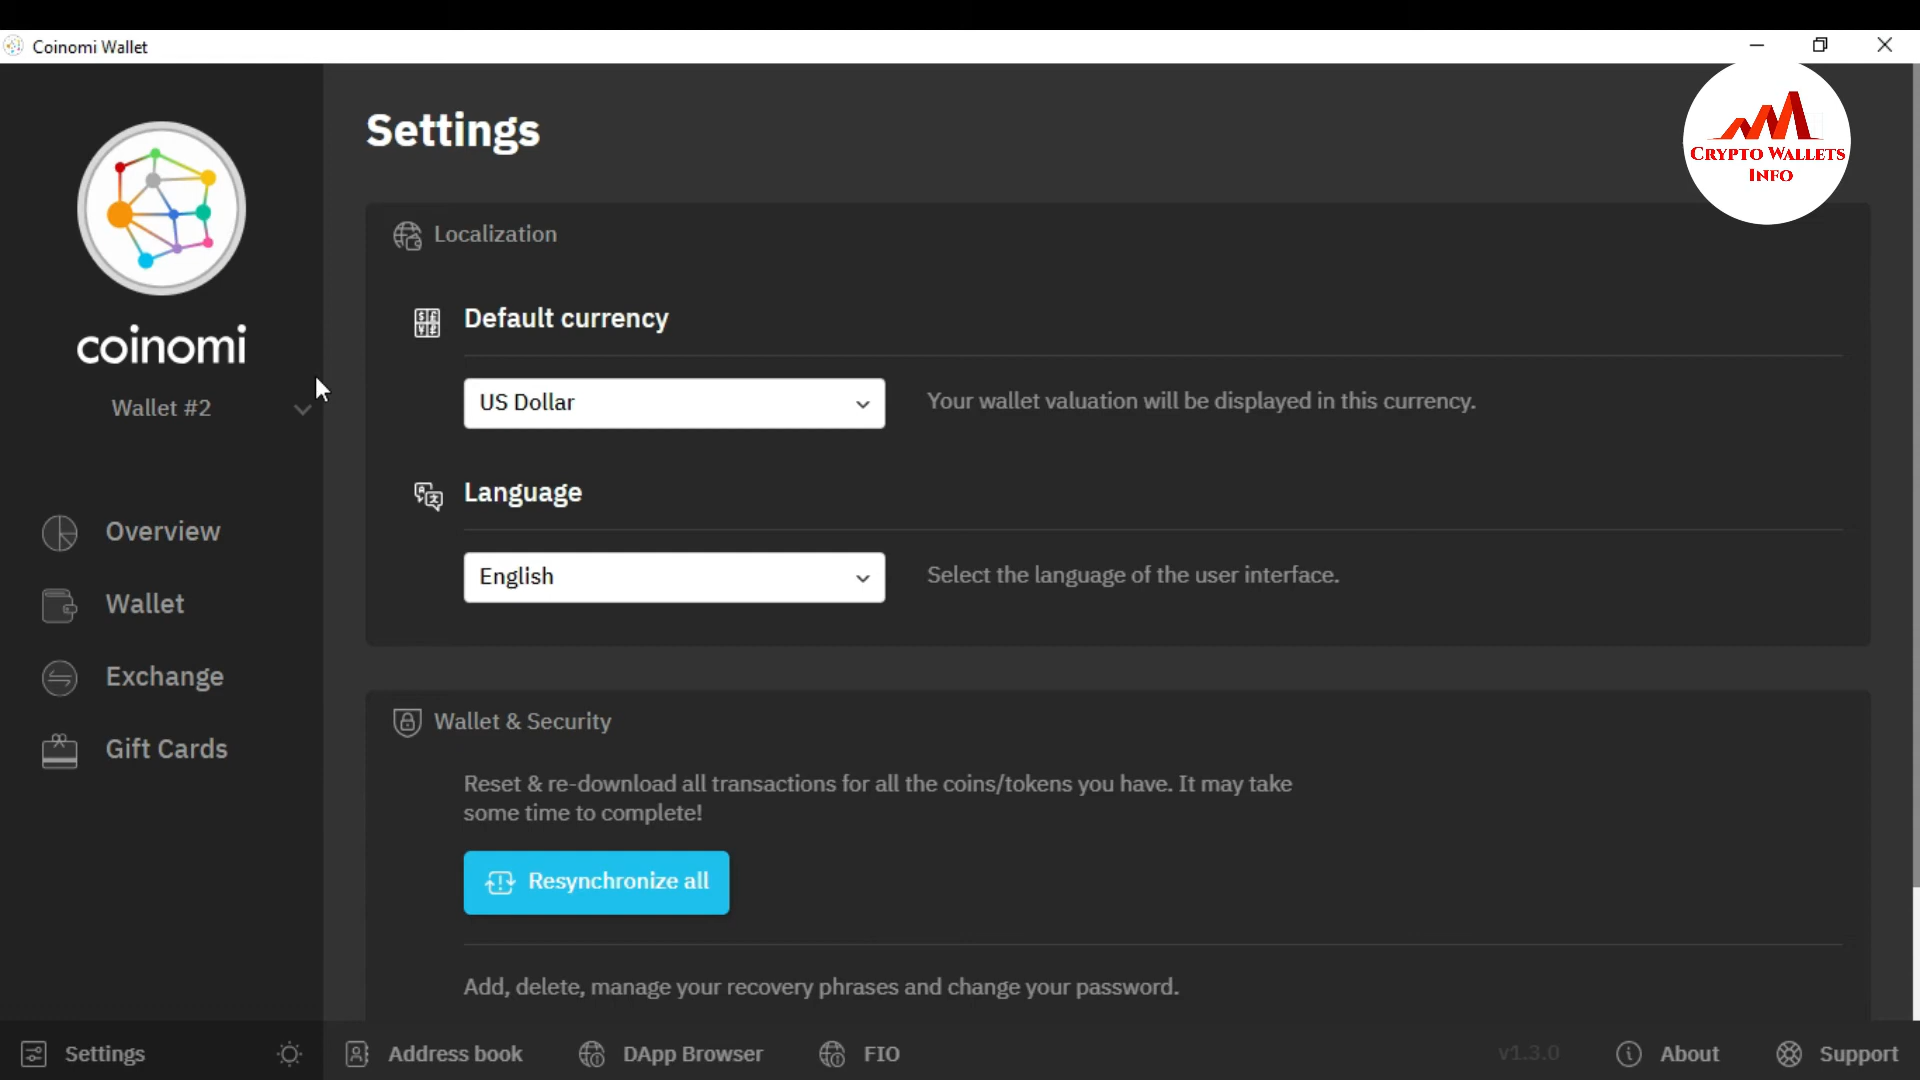 Coinomi Wallet
CRYPTO WALLETS
INFO
coinomi
Wallet #2
Overview
Wallet
Exchange
Gift Cards
Settings
Settings
Localization
Default currency
US Dollar
Your wallet valuation will be displayed in this currency.
Language
English
Select the language of the user interface.
Wallet & Security
Reset & re-download all transactions for all the coins/tokens you have. It may take
some time to complete!
Resynchronize all
Add, delete, manage your recovery phrases and change your password.
Address book
DApp Browser
FIO
v1.3.0
About
Support